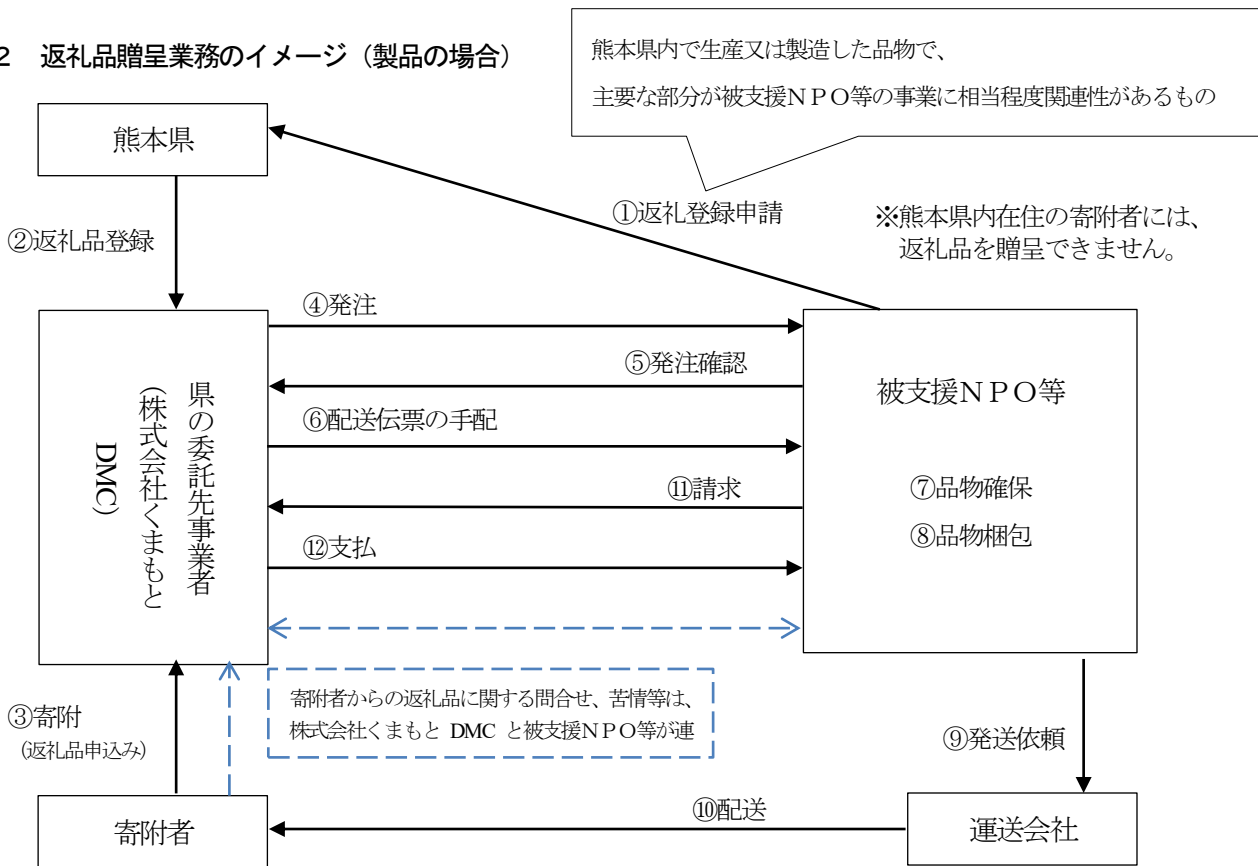 2 返礼品贈呈業務のイメージ（製品の場合）
熊本県内で生産又は製造した品物で、
主要な部分が被支援ＮＰＯ等の事業に相当程度関連性があるもの
熊本県
①返礼登録申請
※熊本県内在住の寄附者には、
返礼品を贈呈できません。
②返礼品登録
④発注
⑤発注確認
⑥配送伝票の手配
⑪請求
⑫支払
県の委託先事業者
（株式会社くまもと
DMC）
被支援ＮＰＯ等
⑦品物確保
⑧品物梱包
寄附者からの返礼品に関する問合せ、苦情等は、
株式会社くまもと DMC と被支援ＮＰＯ等が連
③寄附
（返礼品申込み）
⑨発送依頼
⑩配送
寄附者
運送会社